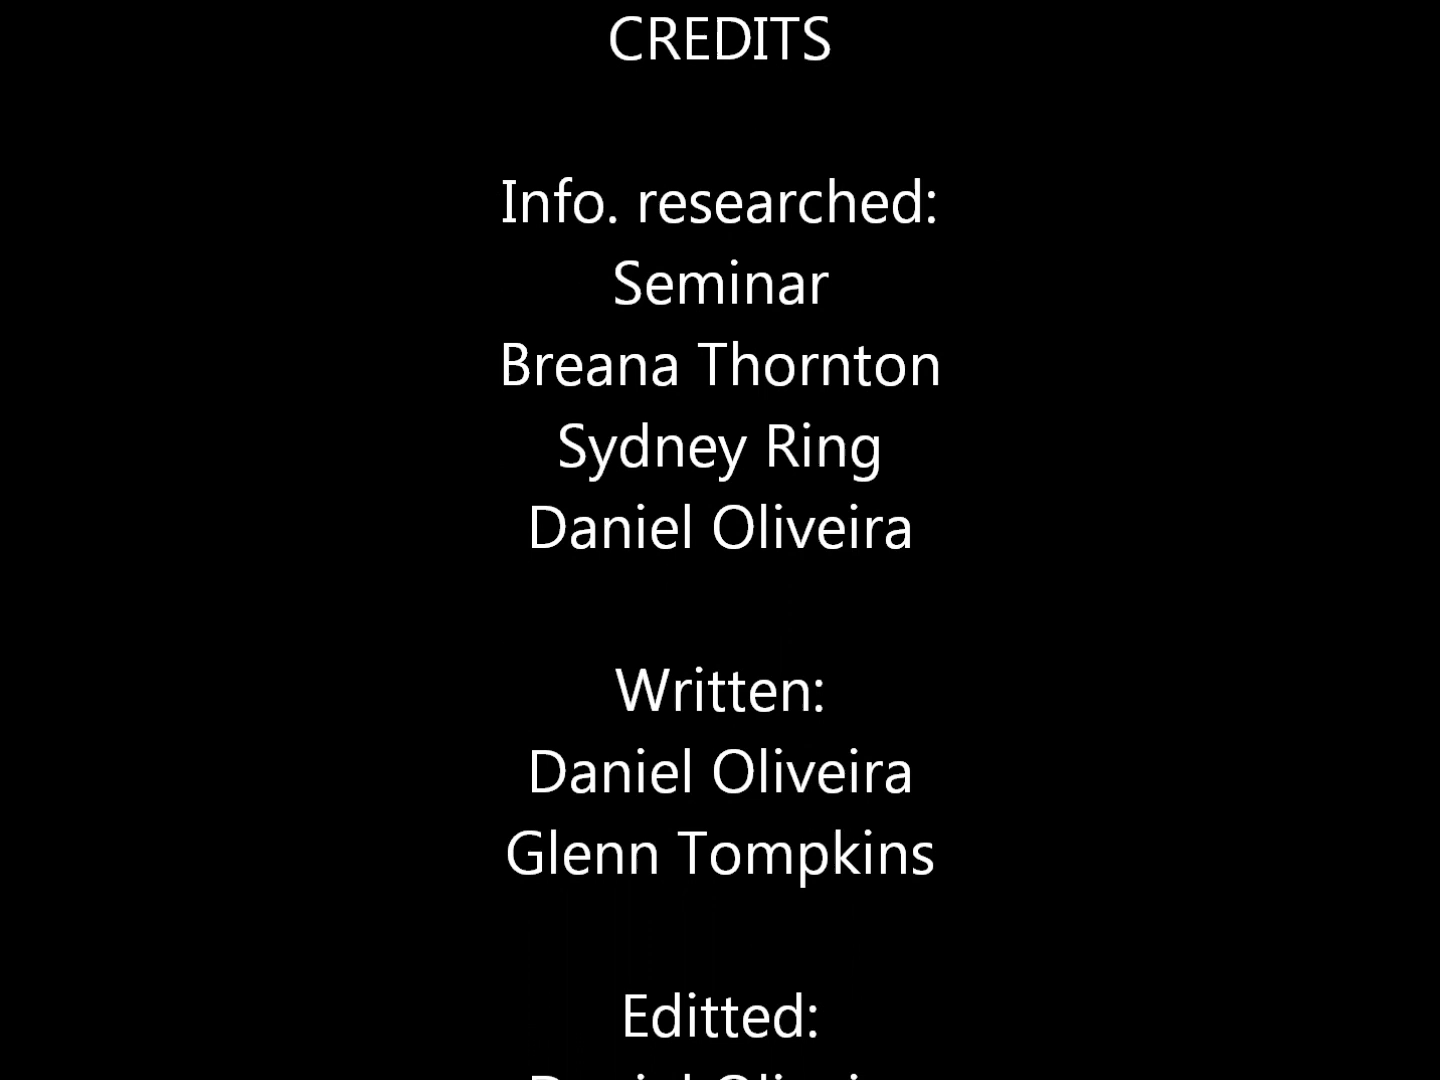 CREDITS
Info. researched:
Seminar
Breana Thornton
Sydney Ring
Daniel Oliveira
Written:
Daniel Oliveira
Glenn Tompkins
Editted: